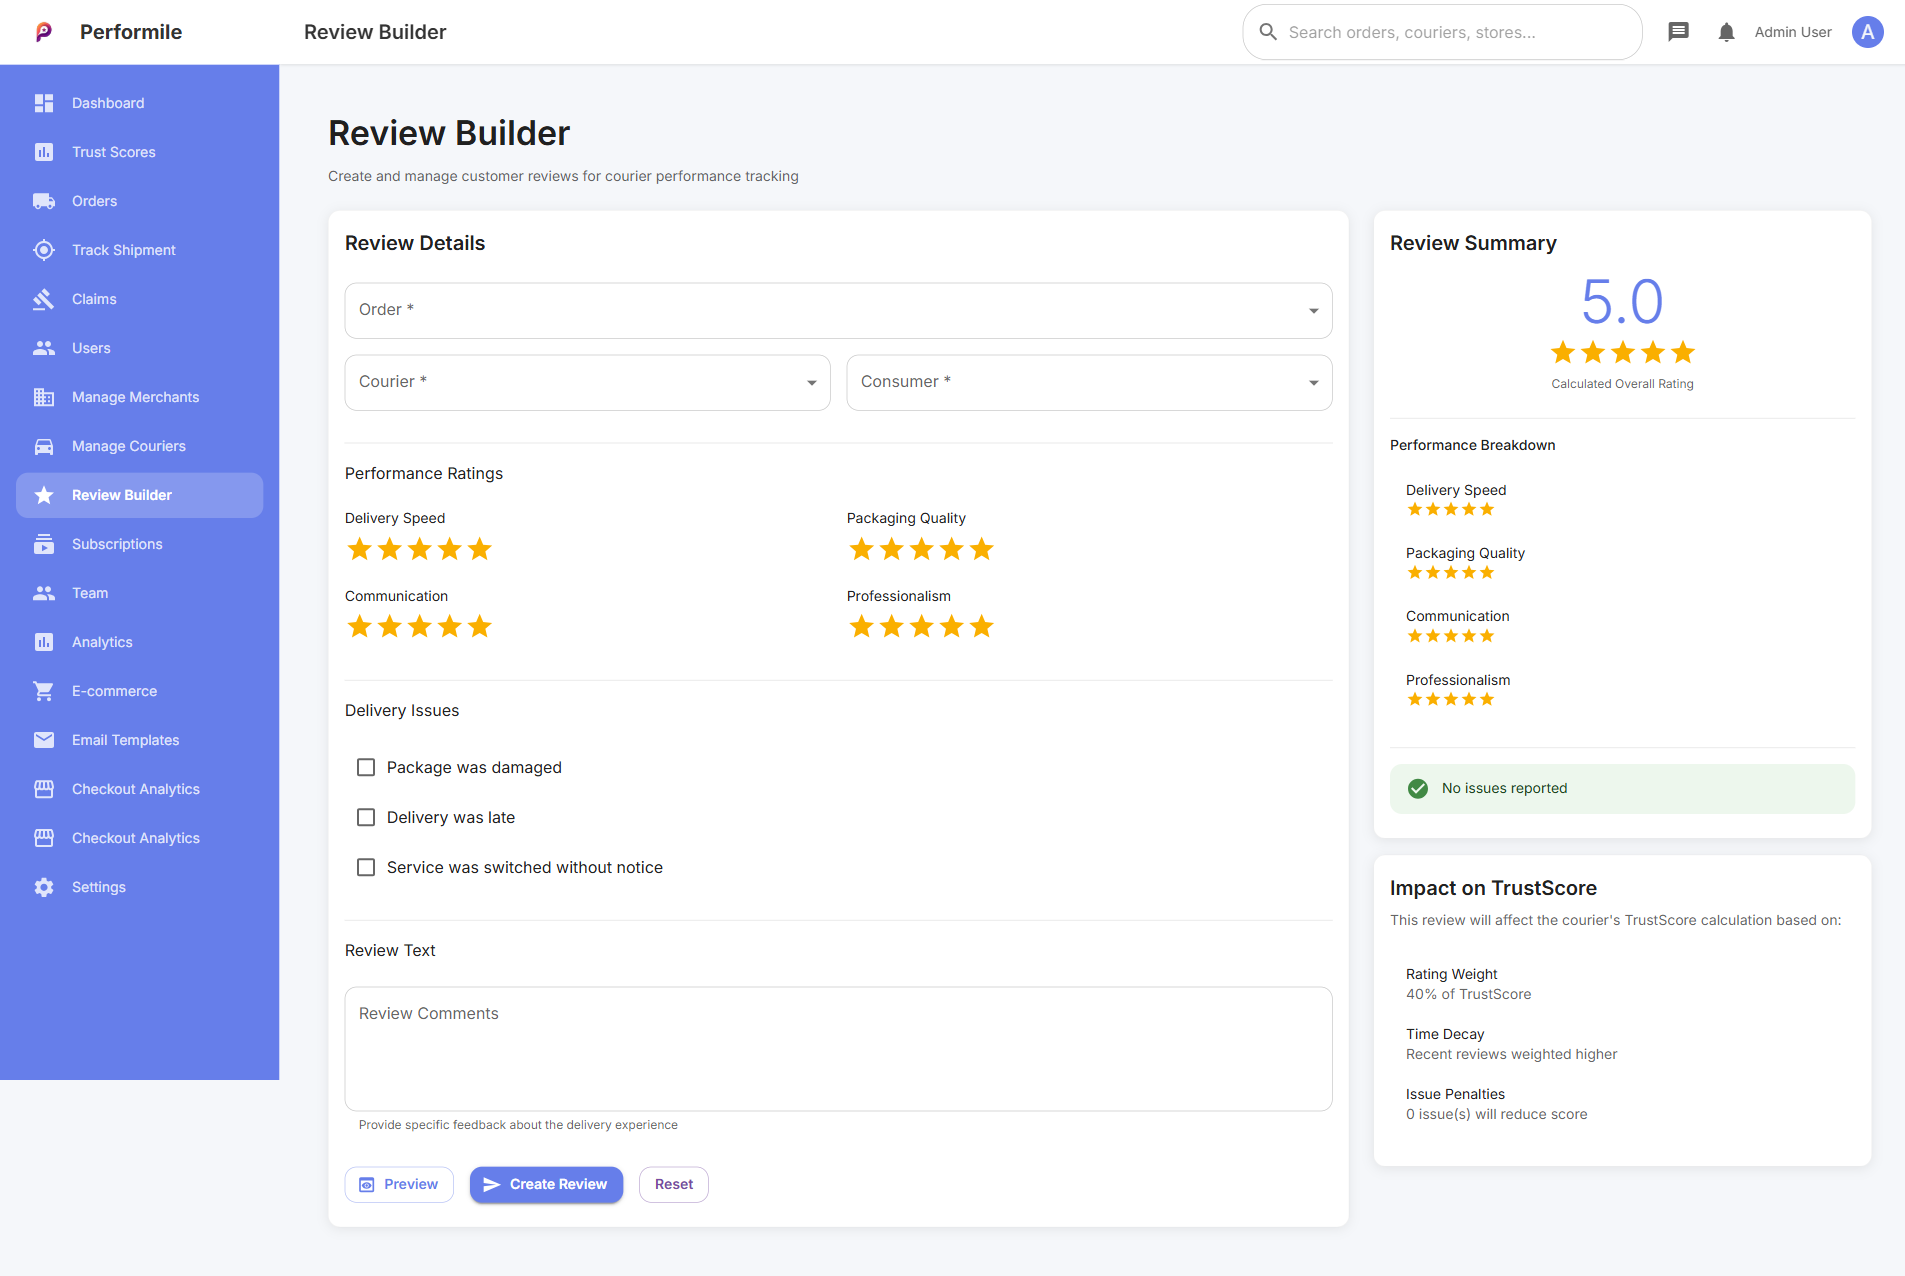 Performile
Review Builder
Search orders, couriers, stores...
Admin User
A
Dashboard
Trust Scores
Orders
Track Shipment
Claims
Users
Manage Merchants
Manage Couriers
Review Builder
Subscriptions
Team
Analytics
E-commerce
Email Templates
Checkout Analytics
Checkout Analytics
Settings
Review Builder
Create and manage customer reviews for courier performance tracking
Review Details
Order *
Courier *
Consumer *
Performance Ratings
Delivery Speed
Packaging Quality
Communication
Professionalism
Delivery Issues
Package was damaged
Delivery was late
Service was switched without notice
Review Text
Review Comments
Provide specific feedback about the delivery experience
Preview
Create Review
Reset
Review Summary
5.0
Calculated Overall Rating
Performance Breakdown
Delivery Speed
Packaging Quality
Communication
Professionalism
No issues reported
Impact on TrustScore
This review will affect the courier's TrustScore calculation based on:
Rating Weight
40% of TrustScore
Time Decay
Recent reviews weighted higher
Issue Penalties
0 issue(s) will reduce score